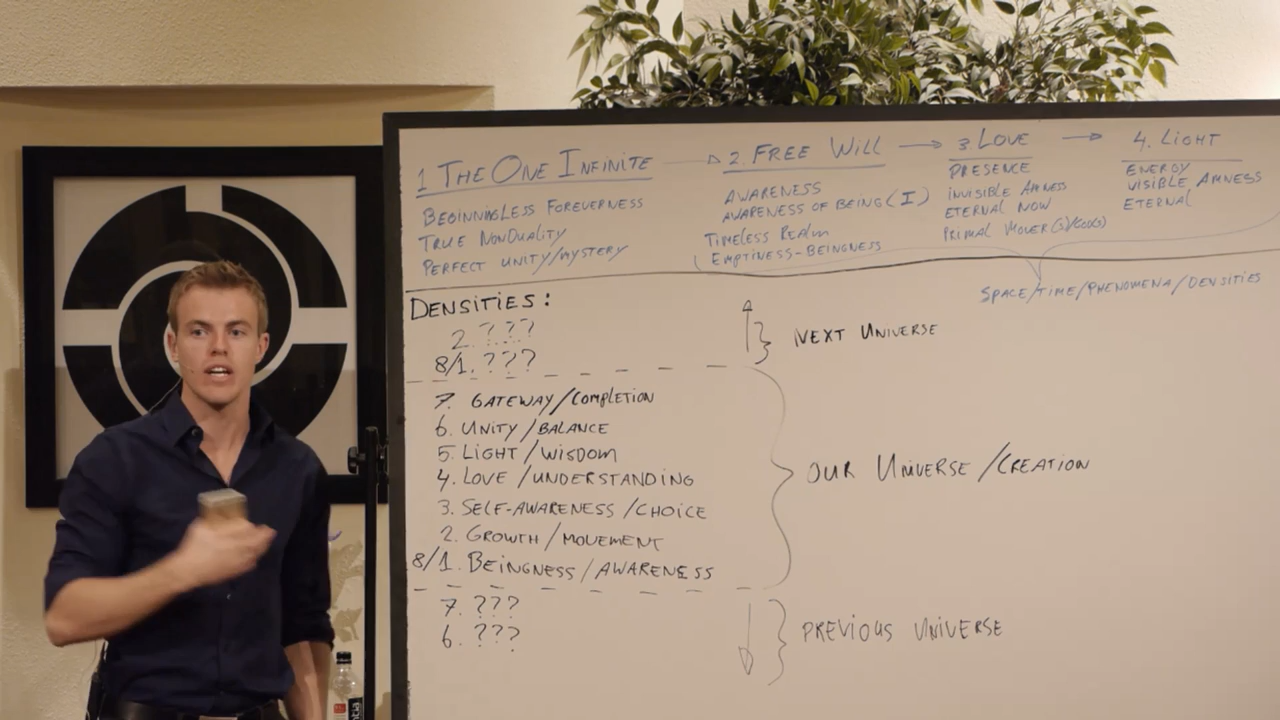 1 THE ONE INFINITE → 2. FREE WILL → 3. LOVE → 4. LIGHT
BEGINNINGLESS FOREVERNESS
TRUE NONDUALITY
PERFECT UNITY/MYSTERY
AWARENESS
AWARENESS OF BEING (I)
TIMELESS REALM
EMPTINESS-BEINGNESS
PRESENCE
INVISIBLE AMNESS
ETERNAL NOW
PRIMAL MOVER(S)/GOD(S)
ENERGY
VISIBLE AMNESS
ETERNAL
SPACE/TIME/PHENOMENA/DENSITIES
DENSITIES:
2. ???
8/1. ???
NEXT UNIVERSE
7. GATEWAY/COMPLETION
6. UNITY/BALANCE
5. LIGHT/WISDOM
4. LOVE/UNDERSTANDING
3. SELF-AWARENESS/CHOICE
2. GROWTH/MOVEMENT
8/1. BEINGNESS/AWARENESS
OUR UNIVERSE/CREATION
7. ???
6. ???
PREVIOUS UNIVERSE